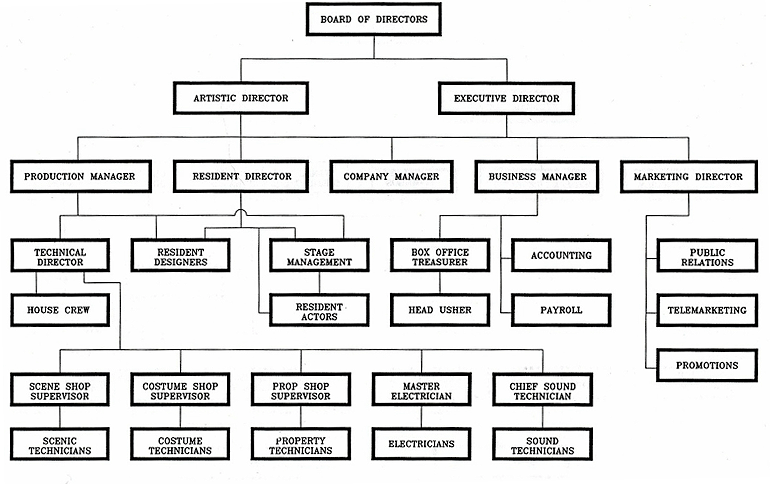 BOARD OF DIRECTORS
ARTISTIC DIRECTOR
EXECUTIVE DIRECTOR
PRODUCTION MANAGER
RESIDENT DIRECTOR
COMPANY MANAGER
BUSINESS MANAGER
MARKETING DIRECTOR
TECHNICAL
DIRECTOR
RESIDENT
DESIGNERS
STAGE
MANAGEMENT
BOX OFFICE
TREASURER
ACCOUNTING
PUBLIC
RELATIONS
HOUSE CREW
RESIDENT
ACTORS
HEAD USHER
PAYROLL
TELEMARKETING
PROMOTIONS
SCENE SHOP
SUPERVISOR
COSTUME SHOP
SUPERVISOR
PROP SHOP
SUPERVISOR
MASTER
ELECTRICIAN
CHIEF SOUND
TECHNICIAN
SCENIC
TECHNICIANS
COSTUME
TECHNICIANS
PROPERTY
TECHNICIANS
ELECTRICIANS
SOUND
TECHNICIANS